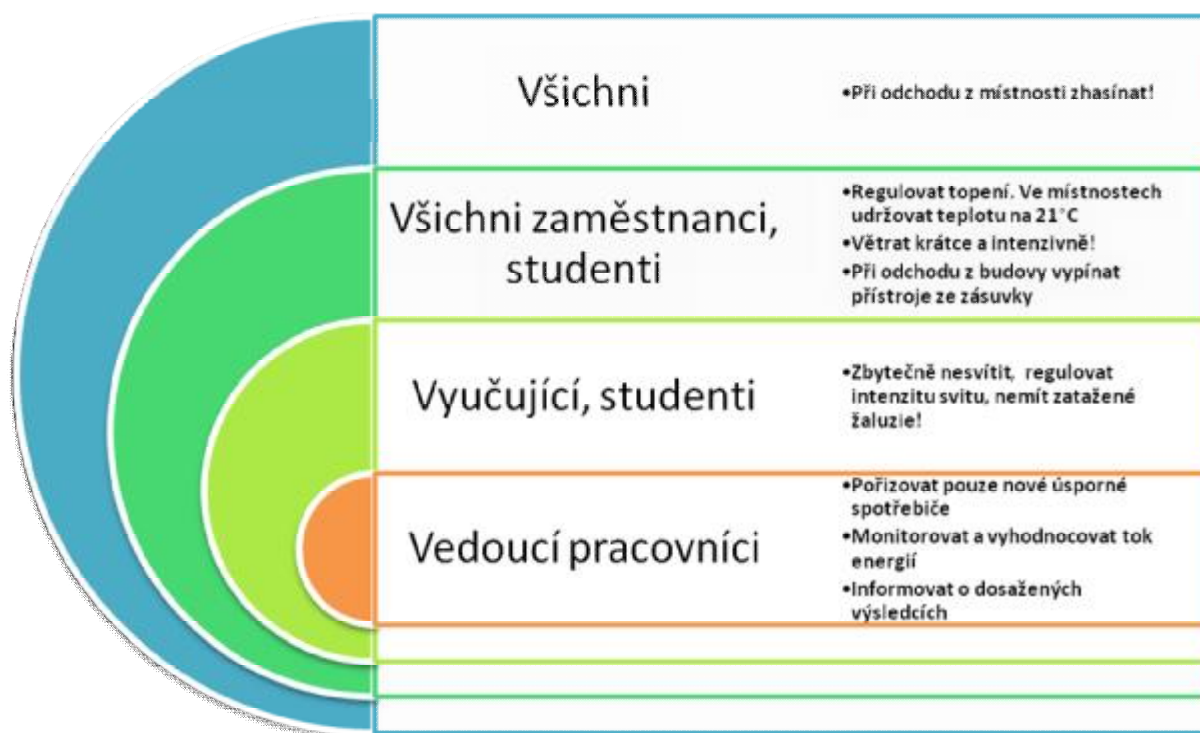 Všichni
•Při odchodu z místnosti zhasínat!
Všichni zaměstnanci,
studenti
•Regulovat topení. Ve místnostech
udržovat teplotu na 21°C
•Větrat krátce a intenzivně!
•Při odchodu z budovy vypínat
přístroje ze zásuvky
Vyučující, studenti
•Zbytečně nesvítit, regulovat
intenzitu svitu, nemít zatažené
žaluzie!
Vedoucí pracovníci
•Pořizovat pouze nové úsporné
spotřebiče
•Monitorovat a vyhodnocovat tok
energií
•Informovat o dosažených
výsledcích